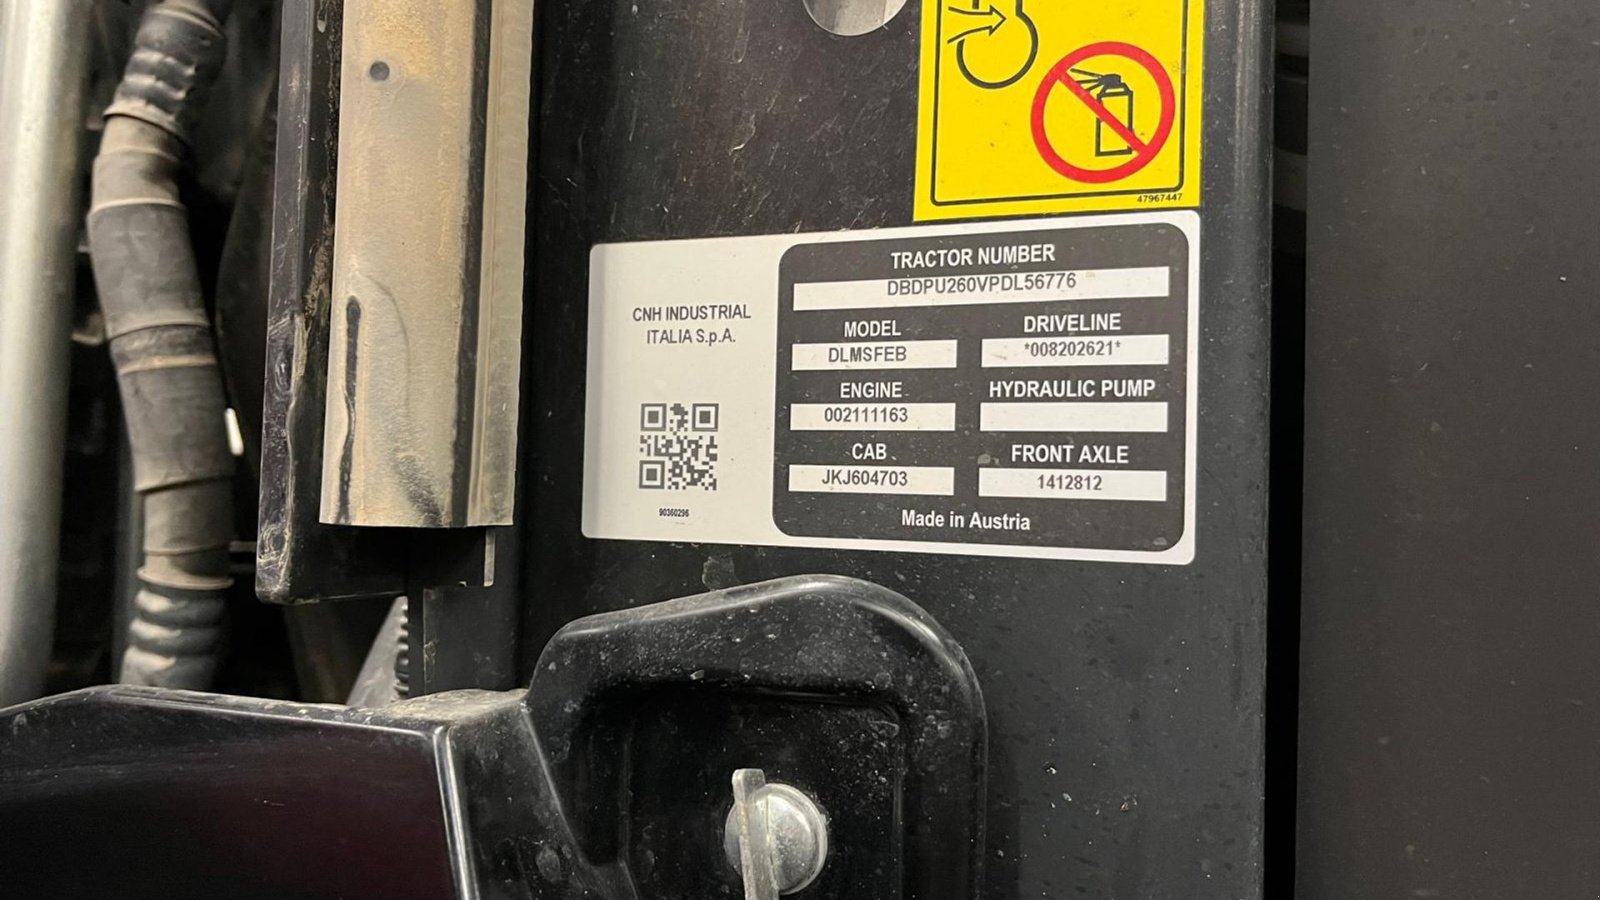 47967447
CNH INDUSTRIAL
ITALIA S.p.A.
90360296
TRACTOR NUMBER
DBDPU260VPDL56776
MODEL
DLMSFEB
DRIVELINE
*008202621*
ENGINE
002111163
HYDRAULIC PUMP
CAB
JKJ604703
FRONT AXLE
1412812
Made in Austria